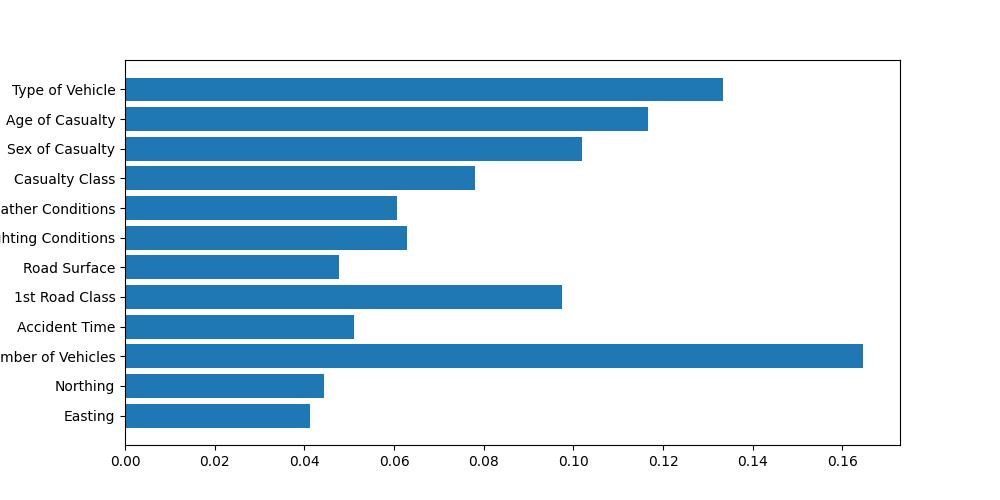 Type of Vehicle
Age of Casualty
Sex of Casualty
Casualty Class
ather Conditions
hting Conditions
Road Surface
1st Road Class
Accident Time
mber of Vehicles
Northing
Easting
0.00 0.02 0.04 0.06 0.08 0.10 0.12 0.14 0.16